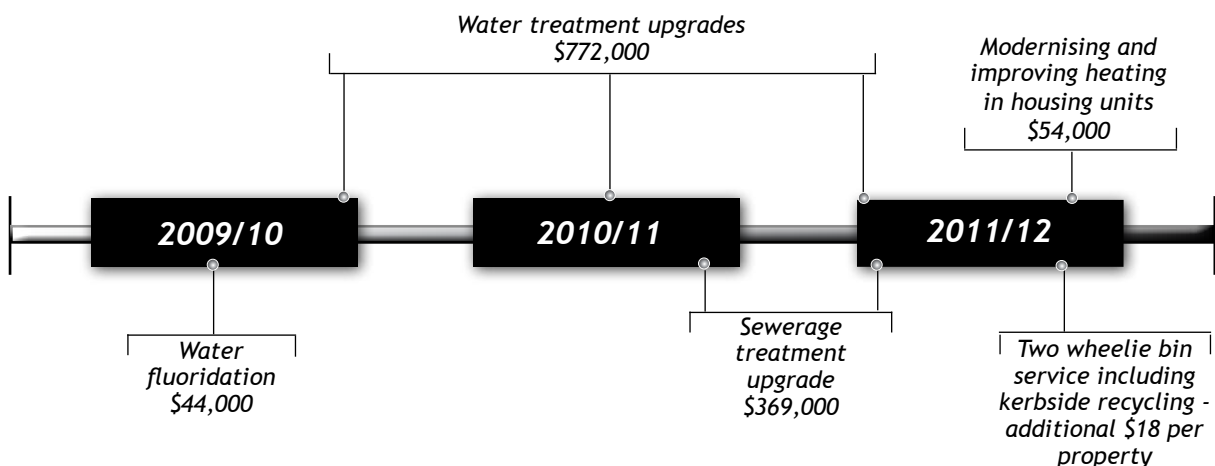 Water treatment upgrades
$772,000
Modernising and
improving heating
in housing units
$54,000
2009/10
2010/11
2011/12
Water
fluoridation
$44,000
Sewerage
treatment
upgrade
$369,000
Two wheelie bin
service including
kerbside recycling -
additional $18 per
property